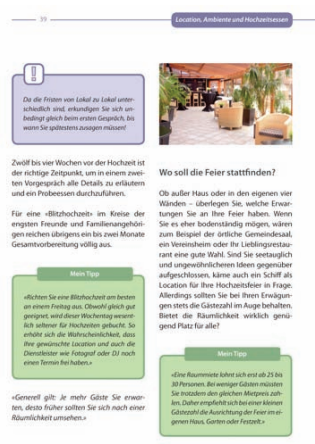 39
Location, Ambiente und Hochzeitsessen
Da die Fristen von Lokal zu Lokal unter-
schiedlich sind, erkundigen Sie sich un-
bedingt gleich beim ersten Gespräch, bis
wann Sie spätestens zusagen müssen!
Zwölf bis vier Wochen vor der Hochzeit ist
der richtige Zeitpunkt, um in einem zwei-
ten Vorgespräch alle Details zu erläutern
und ein Probeessen durchzuführen.
Für eine «Blitzhochzeit» im Kreise der
engsten Freunde und Familienangehöri-
gen reichen übrigens ein bis zwei Monate
Gesamtvorbereitung völlig aus.
Mein Tipp
«Richten Sie eine Blitzhochzeit am besten
an einem Freitag aus. Obwohl gleich gut
geeignet, wird dieser Wochentag wesent-
lich seltener für Hochzeiten gebucht. So
erhöht sich die Wahrscheinlichkeit, dass
Ihre gewünschte Location und auch die
Dienstleister wie Fotograf oder DJ noch
einen Termin frei haben.»
«Generell gilt: Je mehr Gäste Sie erwar-
ten, desto früher sollten Sie sich nach einer
Räumlichkeit umsehen.»
Wo soll die Feier stattfinden?
Ob außer Haus oder in den eigenen vier
Wänden – überlegen Sie, welche Erwar-
tungen Sie an Ihre Feier haben. Wenn
Sie es eher bodenständig mögen, wären
zum Beispiel der örtliche Gemeindesaal,
ein Vereinsheim oder Ihr Lieblingsrestau-
rant eine gute Wahl. Sind Sie seetauglich
und ungewöhnlicheren Ideen gegenüber
aufgeschlossen, käme auch ein Schiff als
Location für Ihre Hochzeitsfeier in Frage.
Allerdings sollten Sie bei Ihren Erwägun-
gen stets die Gästezahl im Auge behalten.
Bietet die Räumlichkeit wirklich genü-
gend Platz für alle?
Mein Tipp
«Eine Raummiete lohnt sich erst ab 25 bis
30 Personen. Bei weniger Gästen müssten
Sie trotzdem den gleichen Mietpreis zah-
len. Daher empfiehlt sich bei einer kleinen
Gästezahl die Ausrichtung der Feier im ei-
genen Haus, Garten oder Festzelt.»